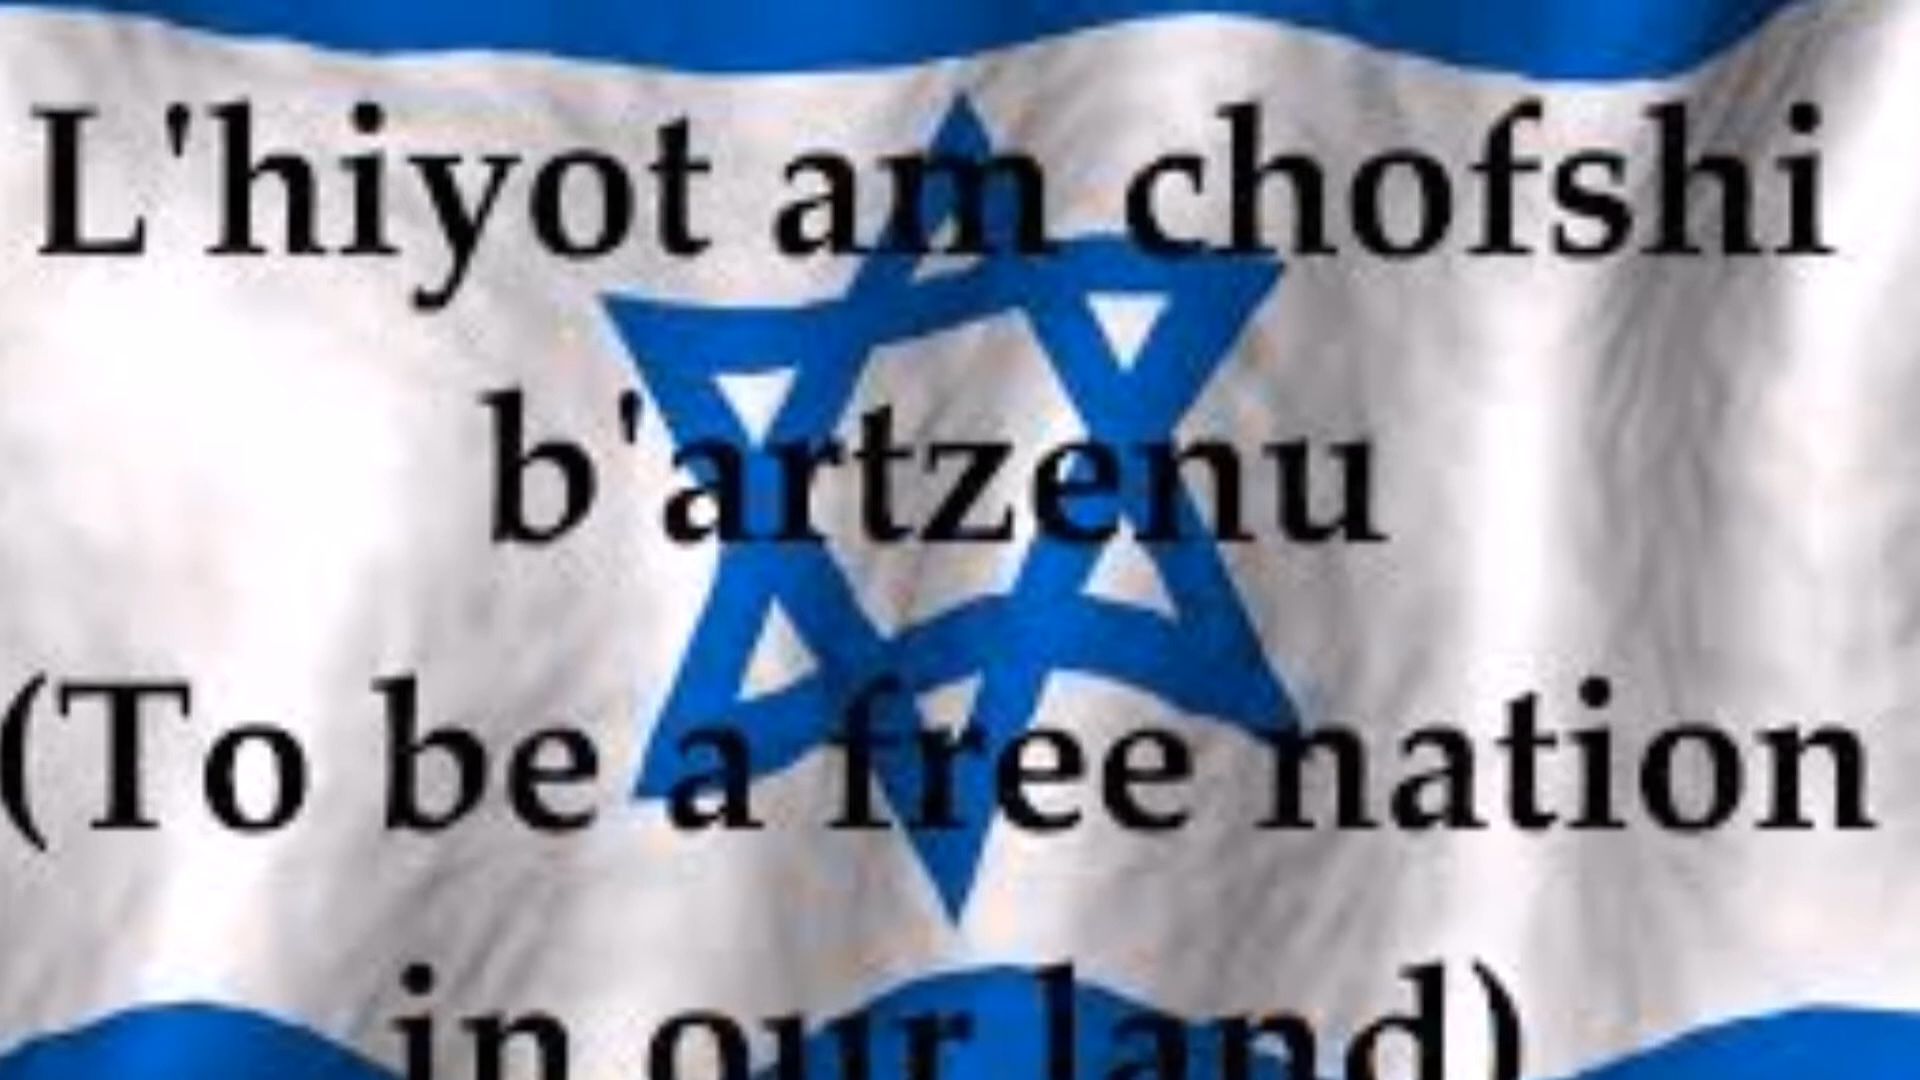 L'hiyot am chofshi
b'artzenu
(To be a free nation
in our land)